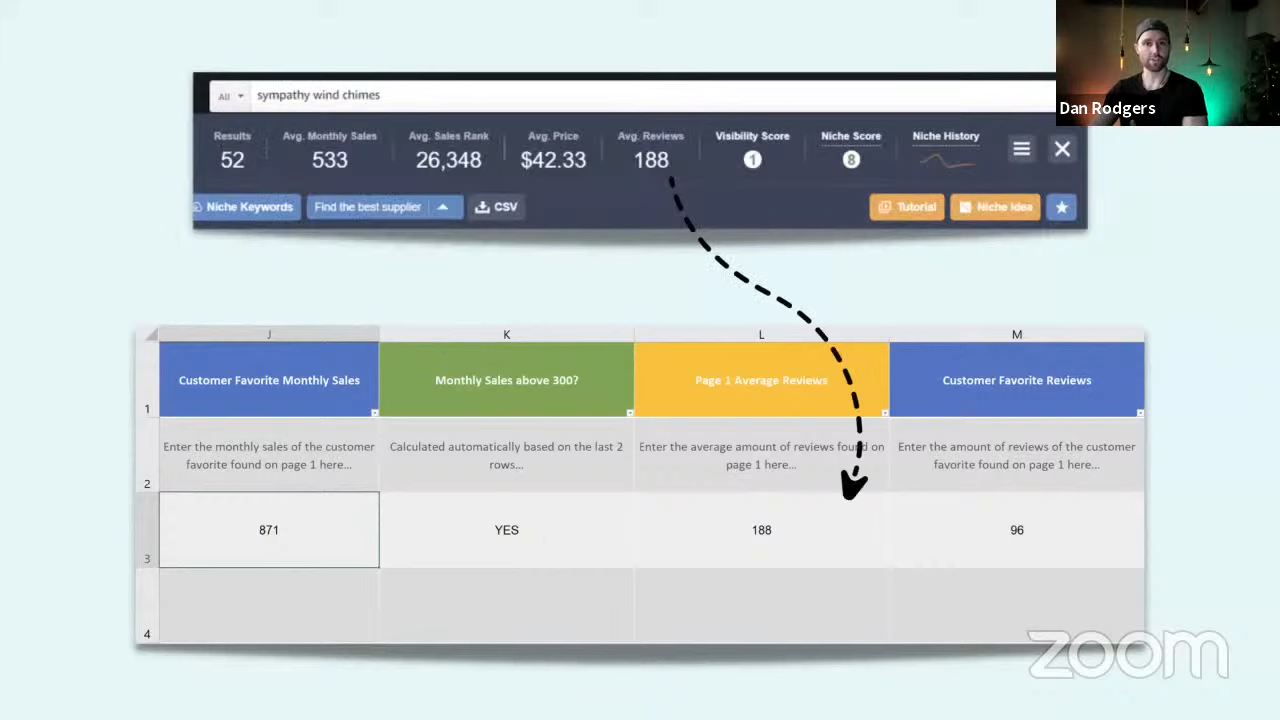 Dan Rodgers
All
sympathy wind chimes
Results Avg. Monthly Sales Avg. Sales Rank Avg. Price Avg. Reviews Visibility Score Niche Score Niche History
52 533 26,348 $42.33 188 1 8
Niche Keywords Find the best supplier CSV Tutorial Niche Idea
J K L M
1 Customer Favorite Monthly Sales Monthly Sales above 300? Page 1 Average Reviews Customer Favorite Reviews
Enter the monthly sales of the customer Calculated automatically based on the last 2 Enter the average amount of reviews found on Enter the amount of reviews of the customer
2 favorite found on page 1 here... rows... page 1 here... favorite found on page 1 here...
3 871 YES 188 96
4
zoom